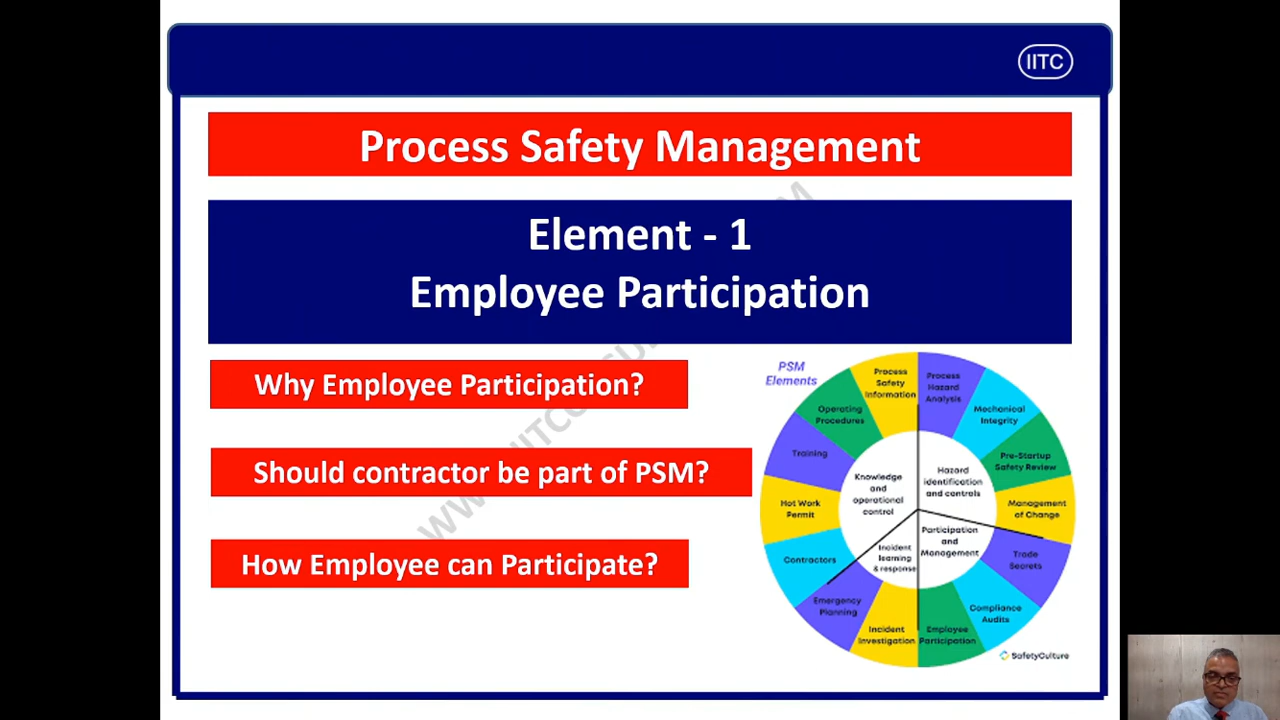 IITC
Process Safety Management
Element - 1
Employee Participation
Why Employee Participation?
Should contractor be part of PSM?
How Employee can Participate?
PSM
Elements
Process
Safety
Information
Process
Hazard
Analysis
Mechanical
Integrity
Pre-Startup
Safety Review
Management
of Change
Trade
Secrets
Compliance
Audits
Employee
Participation
Incident
Investigation
Emergency
Planning
Contractors
Hot Work
Permit
Training
Operating
Procedures
Knowledge
and
operational
control
Hazard
identification
and controls
Participation
and
Management
Incident
learning
& response
SafetyCulture